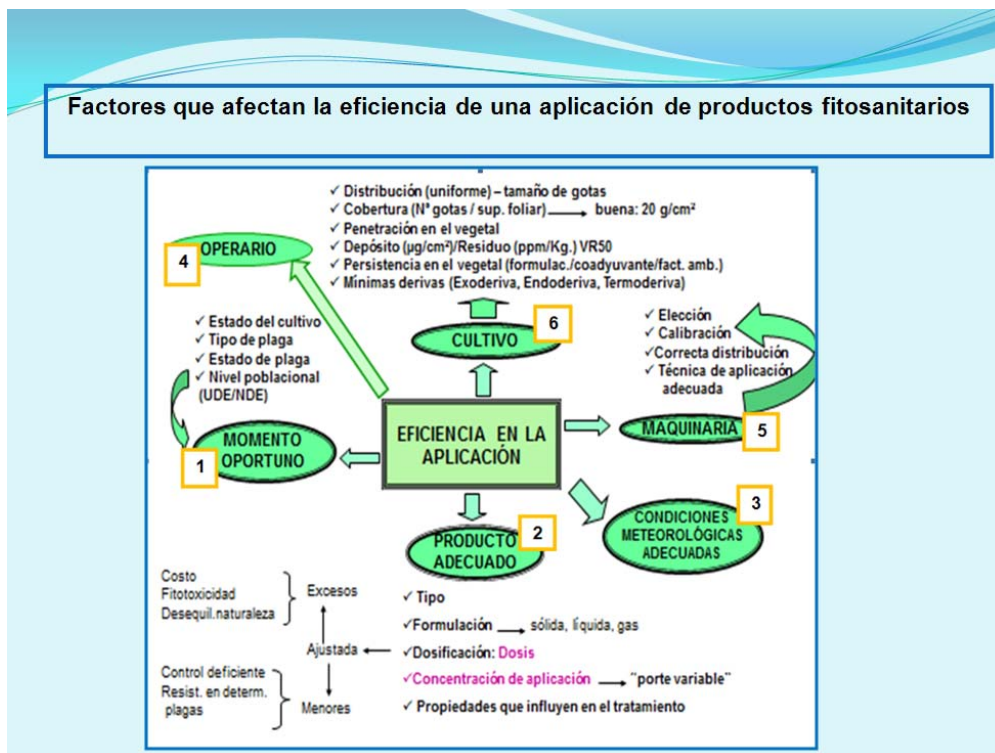 Factores que afectan la eficiencia de una aplicación de productos fitosanitarios
✓ Distribución (uniforme) – tamaño de gotas
✓ Cobertura (Nº gotas / sup. foliar) → buena: 20 g/cm²
✓ Penetración en el vegetal
✓ Depósito (µg/cm²)/Residuo (ppm/Kg.) VR50
✓ Persistencia en el vegetal (formulac./coadyuvante/fact. amb.)
✓ Mínimas derivas (Exoderiva, Endoderiva, Termoderiva)
4
OPERARIO
6
CULTIVO
✓ Estado del cultivo
✓ Tipo de plaga
✓ Estado de plaga
✓ Nivel poblacional
(UDE/NDE)
1
MOMENTO
OPORTUNO
✓ Elección
✓ Calibración
✓Correcta distribución
✓ Técnica de aplicación
adecuada
MAQUINARIA
5
EFICIENCIA EN LA
APLICACIÓN
2
PRODUCTO
ADECUADO
3
CONDICIONES
METEOROLÓGICAS
ADECUADAS
Costo
Fitotoxicidad
Desequil.naturaleza
Excesos
Ajustada
Control deficiente
Resist. en determ.
plagas
Menores
✓ Tipo
✓Formulación → sólida, líquida, gas
✓Dosificación: Dosis
✓Concentración de aplicación → ¨porte variable¨
✓ Propiedades que influyen en el tratamiento